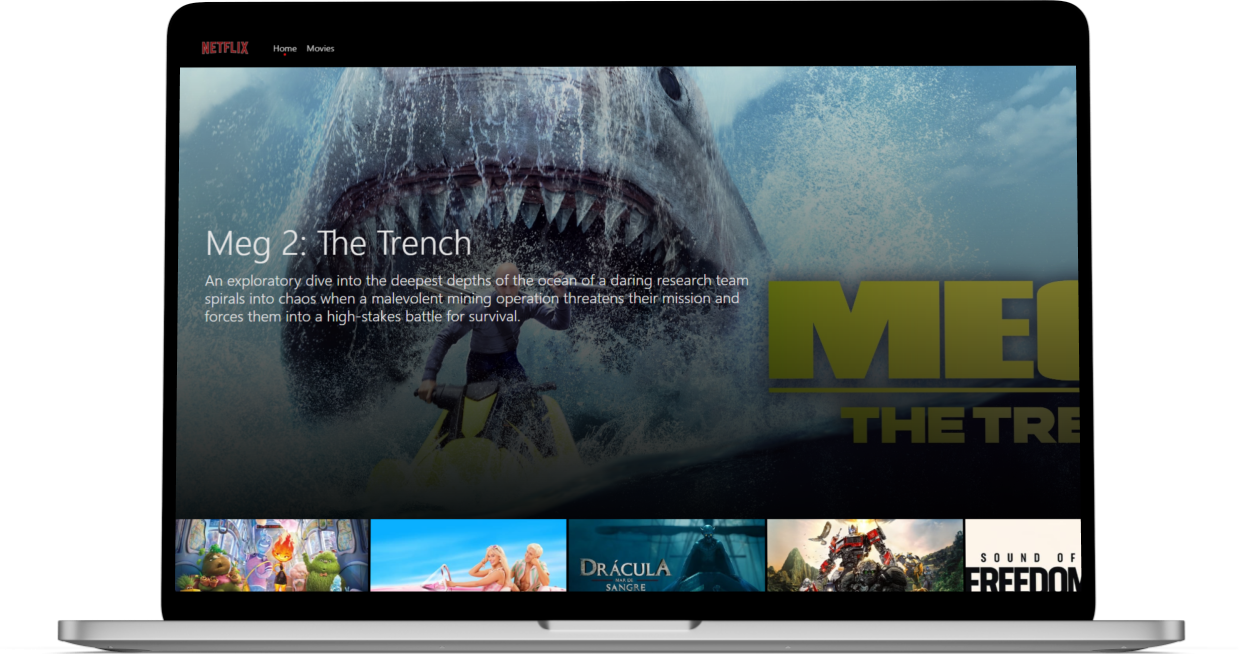 NETFLIX Home Movies
Meg 2: The Trench
An exploratory dive into the deepest depths of the ocean of a daring research team
spirals into chaos when a malevolent mining operation threatens their mission and
forces them into a high-stakes battle for survival.
MEG
THE TRE
DRÁCULA
MAR DE
SANGRE
SOUND OF
FREEDOM